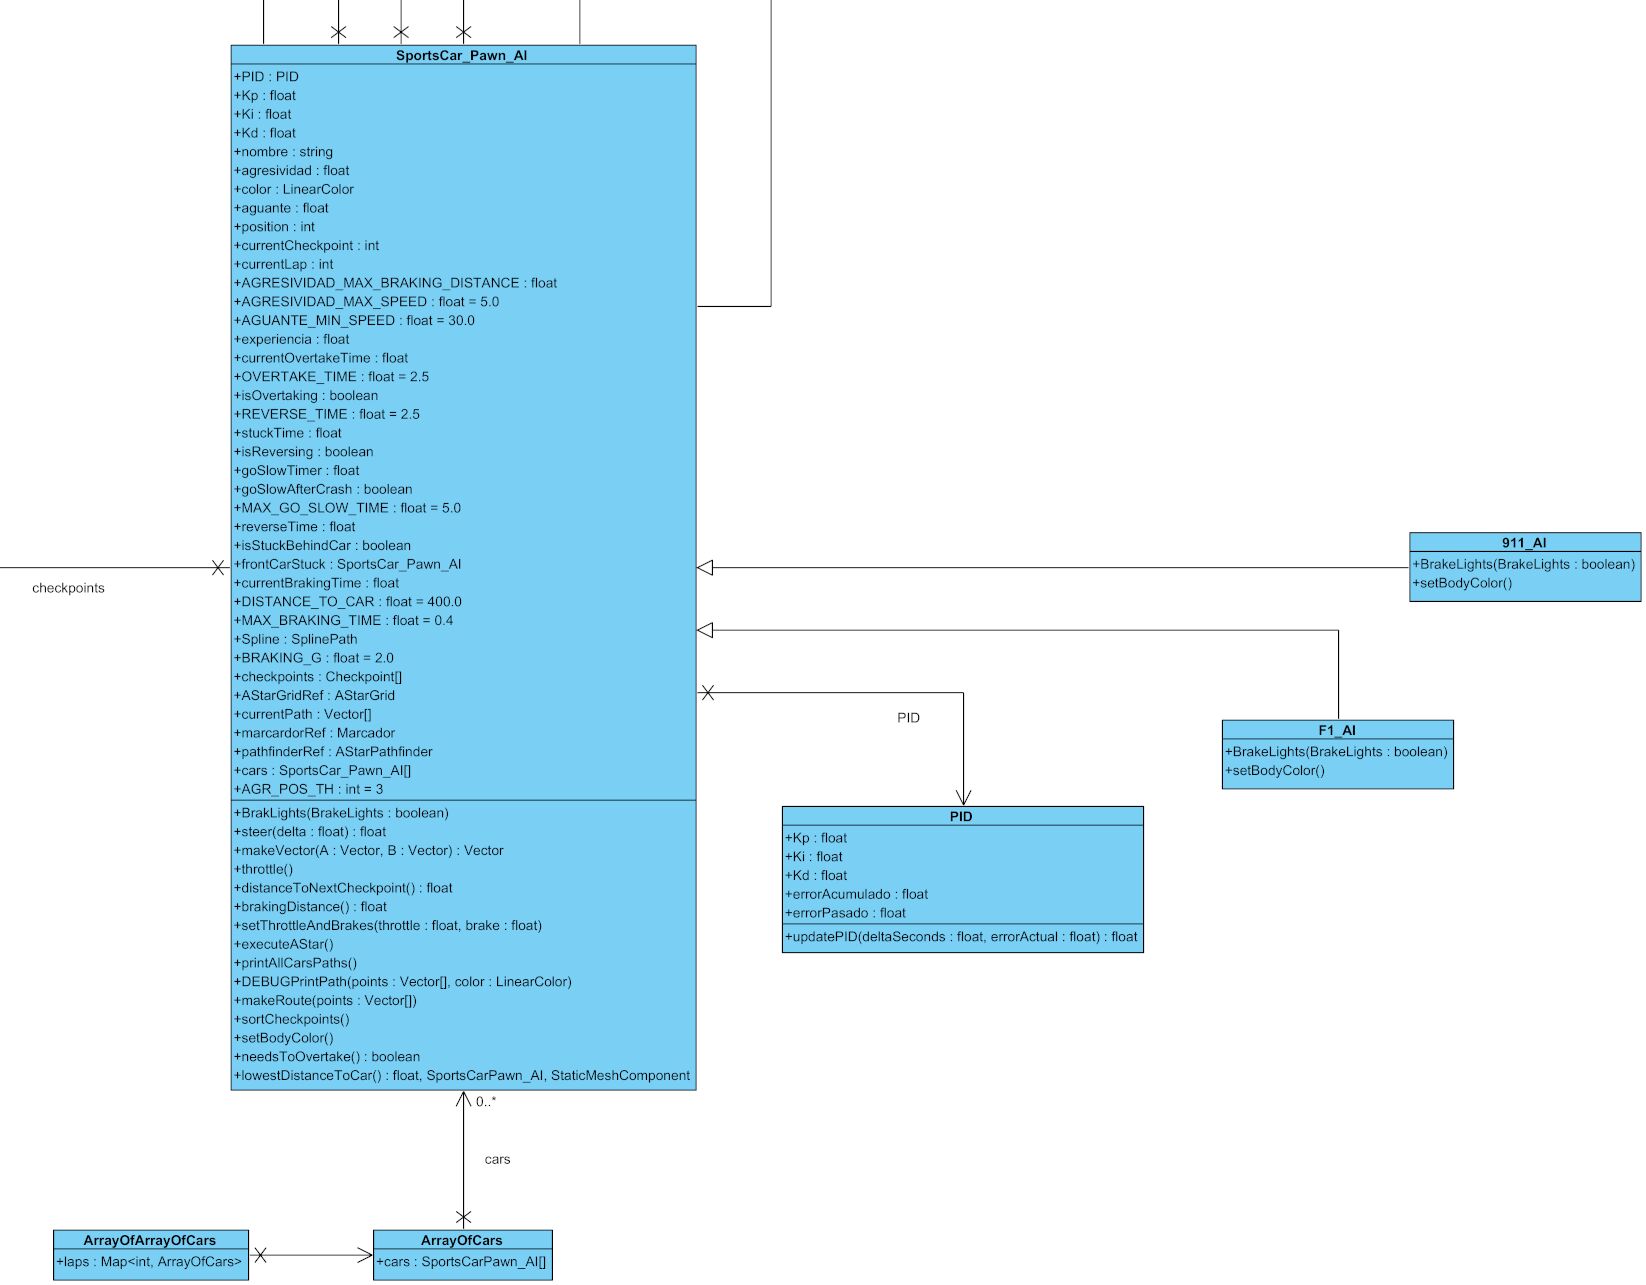 SportsCar_Pawn_AI
+PID : PID
+Kp : float
+Ki : float
+Kd : float
+nombre : string
+agresividad : float
+color : LinearColor
+aguante : float
+position : int
+currentCheckpoint : int
+currentLap : int
+AGRESIVIDAD_MAX_BRAKING_DISTANCE : float
+AGRESIVIDAD_MAX_SPEED : float = 5.0
+AGUANTE_MIN_SPEED : float = 30.0
+experiencia : float
+currentOvertakeTime : float
+OVERTAKE_TIME : float = 2.5
+isOvertaking : boolean
+REVERSE_TIME : float = 2.5
+stuckTime : float
+isReversing : boolean
+goSlowTimer : float
+goSlowAfterCrash : boolean
+MAX_GO_SLOW_TIME : float = 5.0
+reverseTime : float
+isStuckBehindCar : boolean
+frontCarStuck : SportsCar_Pawn_AI
+currentBrakingTime : float
+DISTANCE_TO_CAR : float = 400.0
+MAX_BRAKING_TIME : float = 0.4
+Spline : SplinePath
+BRAKING_G : float = 2.0
+checkpoints : Checkpoint[]
+AStarGridRef : AStarGrid
+currentPath : Vector[]
+marcardorRef : Marcador
+pathfinderRef : AStarPathfinder
+cars : SportsCar_Pawn_AI[]
+AGR_POS_TH : int = 3
+BrakLights(BrakeLights : boolean)
+steer(delta : float) : float
+makeVector(A : Vector, B : Vector) : Vector
+throttle()
+distanceToNextCheckpoint() : float
+brakingDistance() : float
+setThrottleAndBrakes(throttle : float, brake : float)
+executeAStar()
+printAllCarsPaths()
+DEBUGPrintPath(points : Vector[], color : LinearColor)
+makeRoute(points : Vector[])
+sortCheckpoints()
+setBodyColor()
+needsToOvertake() : boolean
+lowestDistanceToCar() : float, SportsCarPawn_AI, StaticMeshComponent
checkpoints
911_AI
+BrakeLights(BrakeLights : boolean)
+setBodyColor()
F1_AI
+BrakeLights(BrakeLights : boolean)
+setBodyColor()
PID
PID
+Kp : float
+Ki : float
+Kd : float
+errorAcumulado : float
+errorPasado : float
+updatePID(deltaSeconds : float, errorActual : float) : float
0..*
cars
ArrayOfArrayOfCars
+laps : Map<int, ArrayOfCars>
ArrayOfCars
+cars : SportsCarPawn_AI[]